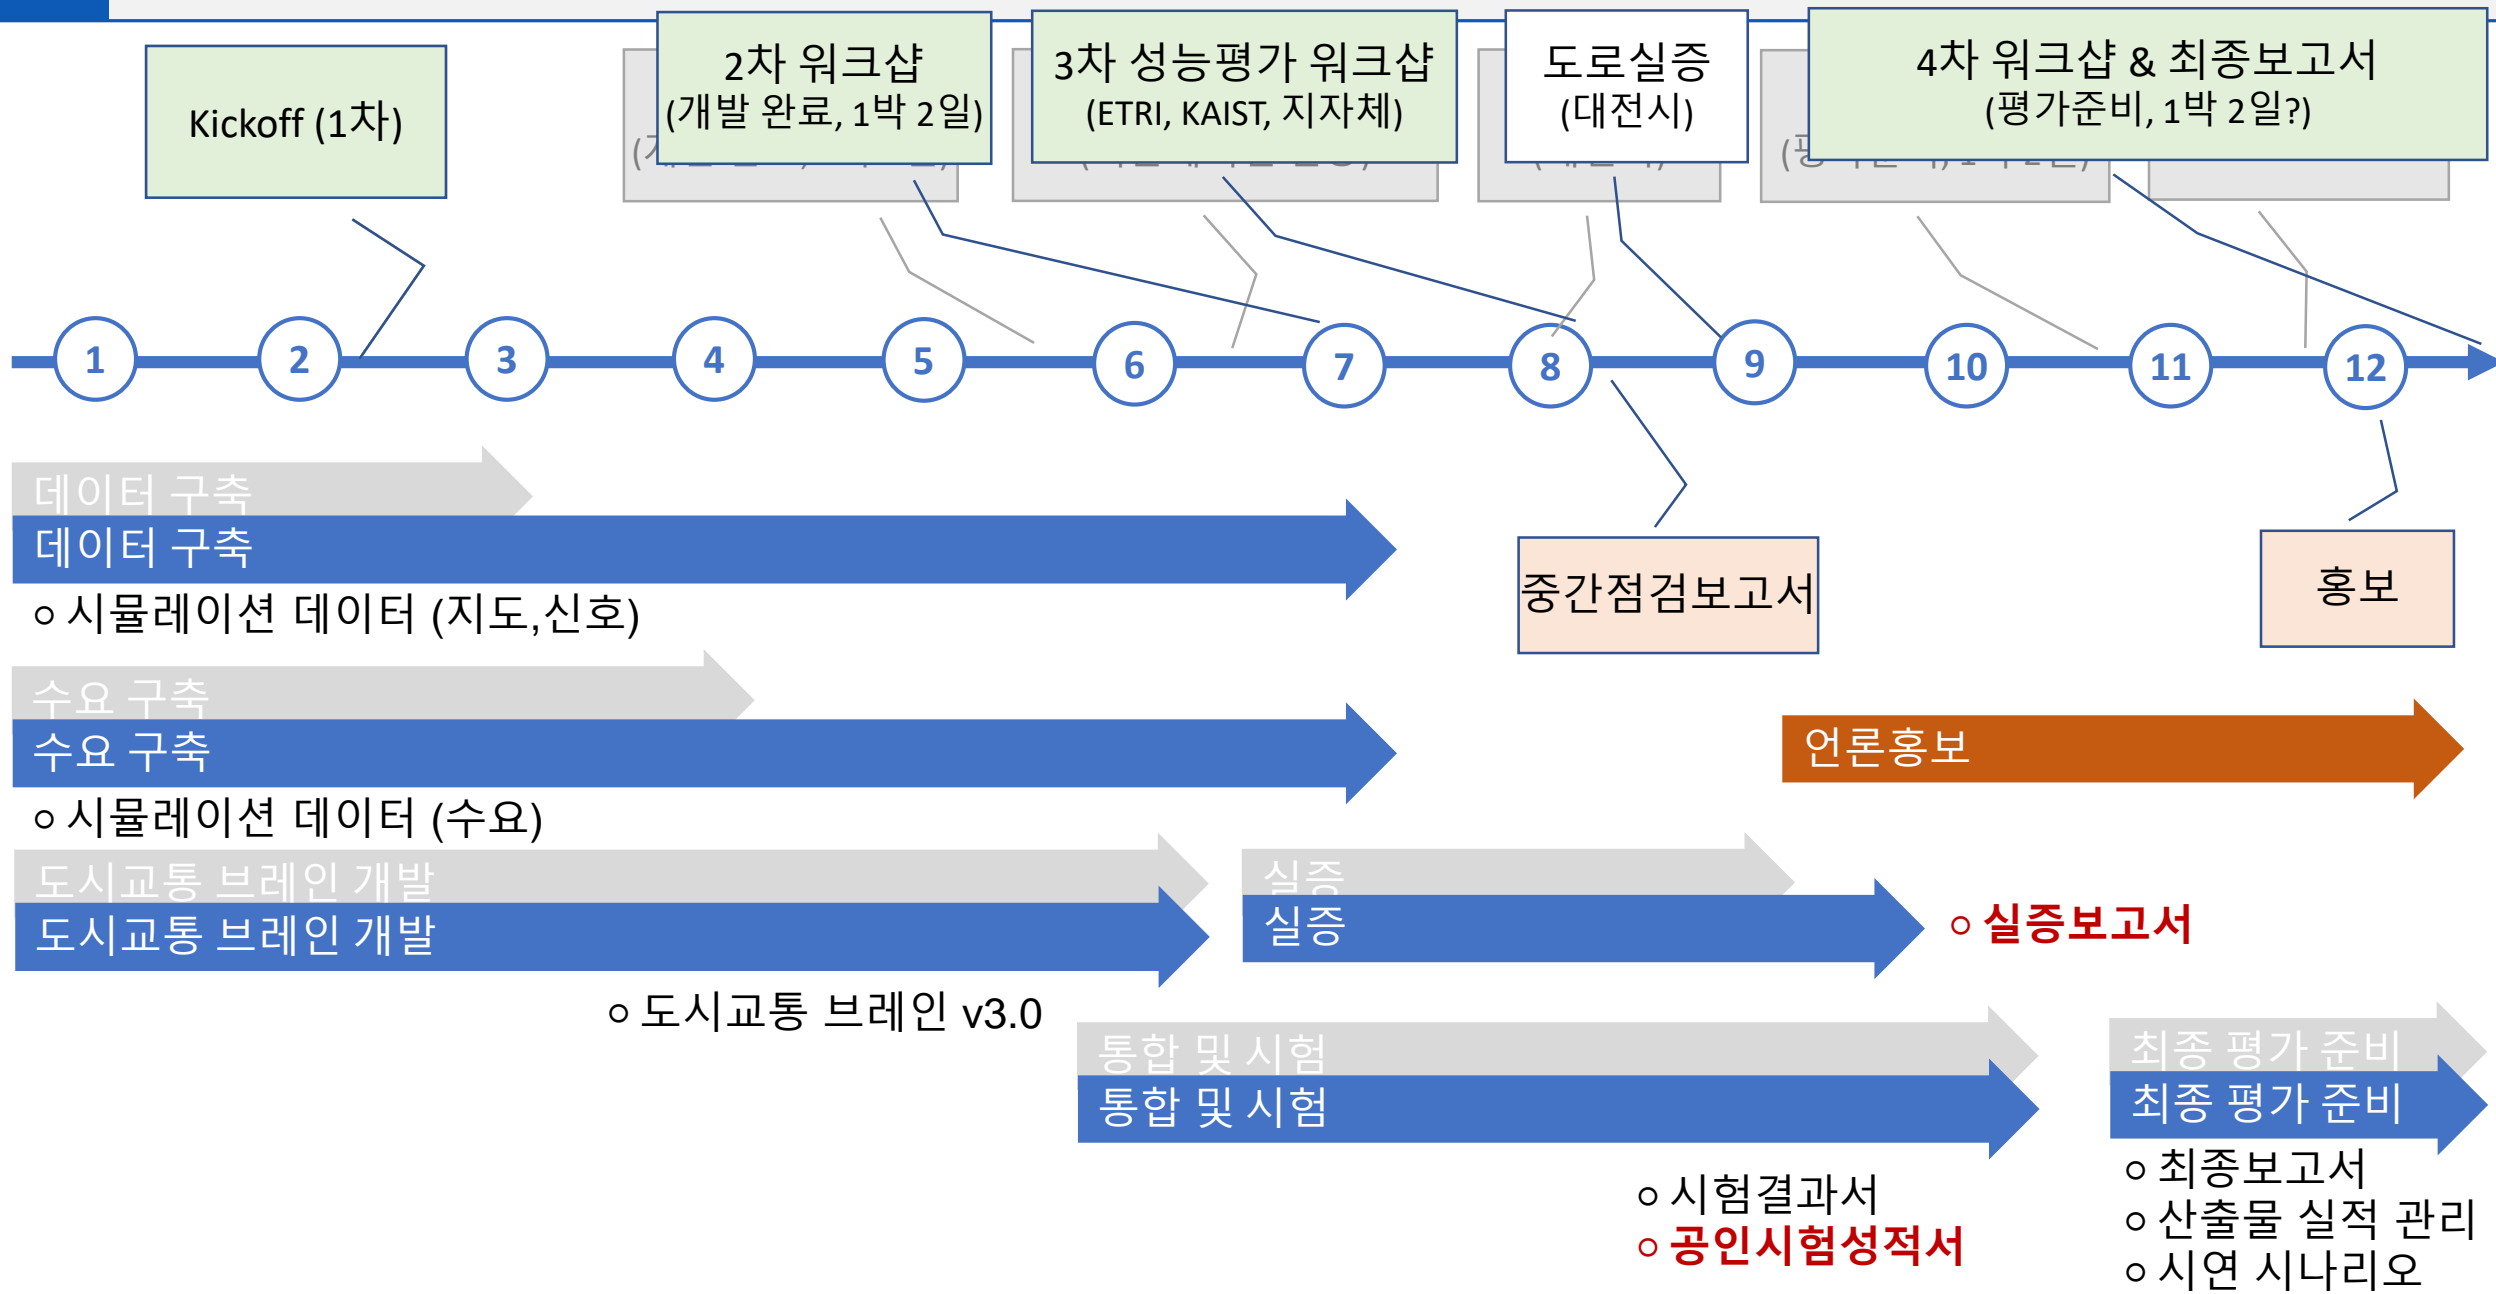 Kickoff (1차)
2차 워크샵
(개발 완료, 1박 2일)
3차 성능평가 워크샵
(ETRI, KAIST, 지자체)
도로실증
(대전시)
4차 워크샵 & 최종보고서
(평가준비, 1박 2일?)
1 2 3 4 5 6 7 8 9 10 11 12
데이터 구축
데이터 구축
○ 시뮬레이션 데이터 (지도,신호)
중간점검보고서
홍보
수요 구축
수요 구축
○ 시뮬레이션 데이터 (수요)
언론홍보
도시교통 브레인 개발
도시교통 브레인 개발
실증
실증
○ 실증보고서
○ 도시교통 브레인 v3.0
통합 및 시험
통합 및 시험
최종 평가 준비
최종 평가 준비
○ 시험결과서
○ 공인시험성적서
○ 최종보고서
○ 산출물 실적 관리
○ 시연 시나리오